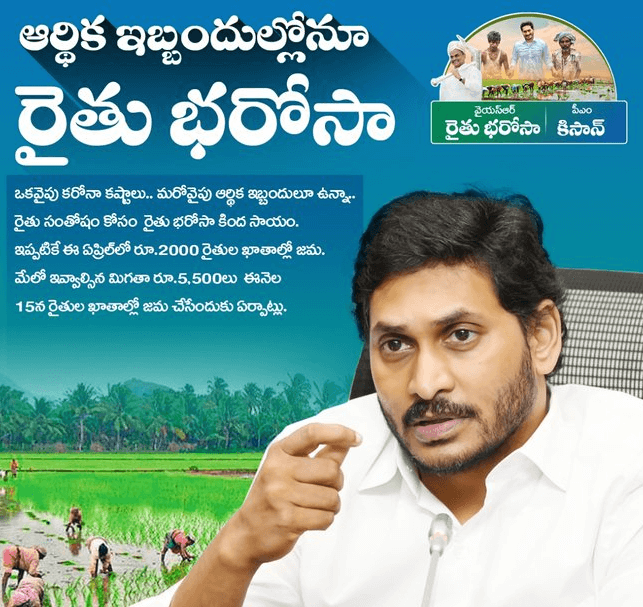 ఆర్థిక ఇబ్బందుల్లోనూ
రైతు భరోసా
వైయస్ఆర్
రైతు భరోసా
పీఎం
కిసాన్
ఒకవైపు కరోనా కష్టాలు.. మరోవైపు ఆర్థిక ఇబ్బందులూ ఉన్నా..
రైతు సంతోషం కోసం రైతు భరోసా కింద సాయం.
ఇప్పటికే ఈ ఏప్రిల్‌లో రూ.2000 రైతుల ఖాతాల్లో జమ.
మేలో ఇవ్వాల్సిన మిగతా రూ.5,500లు ఈనెల
15న రైతుల ఖాతాల్లో జమ చేసేందుకు ఏర్పాట్లు.